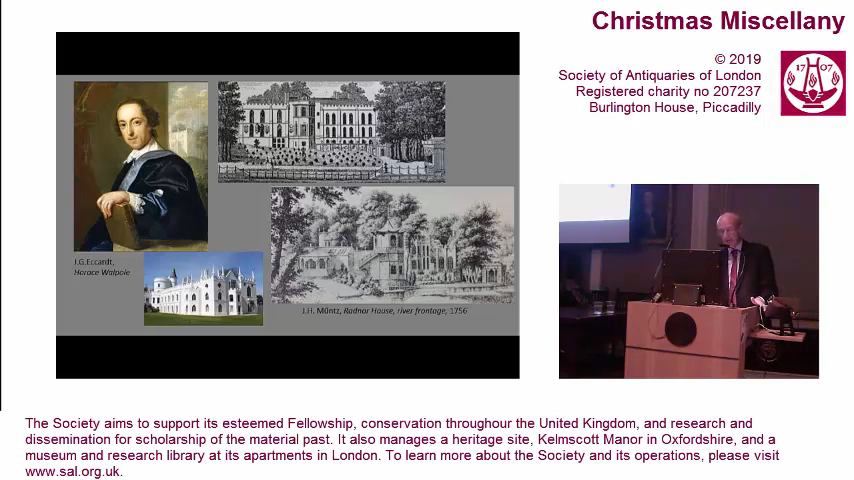 Christmas Miscellany
© 2019
Society of Antiquaries of London
Registered charity no 207237
Burlington House, Piccadilly
17 07
J.G.Eccardt,
Horace Walpole
J.H. Müntz, Radnor House, river frontage, 1756
The Society aims to support its esteemed Fellowship, conservation throughour the United Kingdom, and research and
dissemination for scholarship of the material past. It also manages a heritage site, Kelmscott Manor in Oxfordshire, and a
museum and research library at its apartments in London. To learn more about the Society and its operations, please visit
www.sal.org.uk.